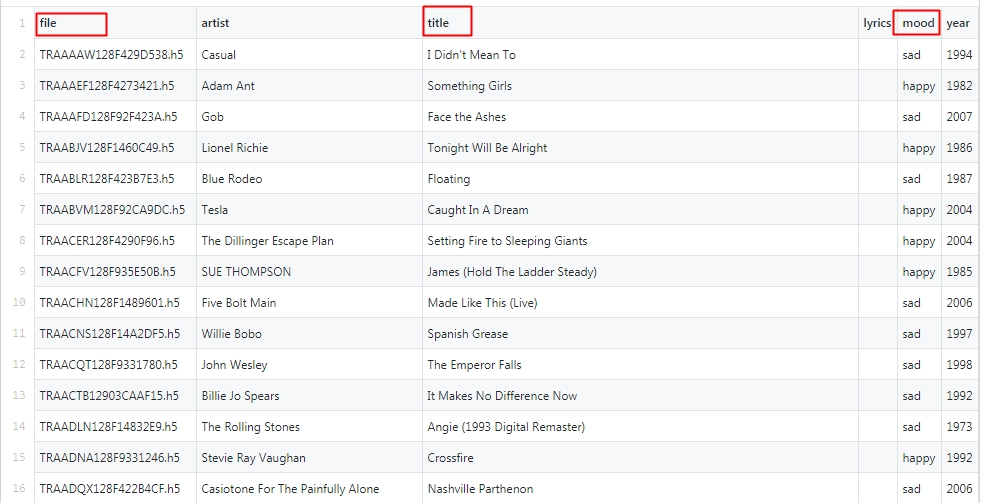 1 file artist title lyrics mood year
2 TRAAAAW128F429D538.h5 Casual I Didn't Mean To sad 1994
3 TRAAAEF128F4273421.h5 Adam Ant Something Girls happy 1982
4 TRAAAFD128F92F423A.h5 Gob Face the Ashes sad 2007
5 TRAABJV128F1460C49.h5 Lionel Richie Tonight Will Be Alright happy 1986
6 TRAABLR128F423B7E3.h5 Blue Rodeo Floating sad 1987
7 TRAABVM128F92CA9DC.h5 Tesla Caught In A Dream happy 2004
8 TRAACER128F4290F96.h5 The Dillinger Escape Plan Setting Fire to Sleeping Giants happy 2004
9 TRAACFV128F935E50B.h5 SUE THOMPSON James (Hold The Ladder Steady) happy 1985
10 TRAACHN128F1489601.h5 Five Bolt Main Made Like This (Live) sad 2006
11 TRAACNS128F14A2DF5.h5 Willie Bobo Spanish Grease sad 1997
12 TRAACQT128F9331780.h5 John Wesley The Emperor Falls sad 1998
13 TRAACTB12903CAAF15.h5 Billie Jo Spears It Makes No Difference Now sad 1992
14 TRAADLN128F14832E9.h5 The Rolling Stones Angie (1993 Digital Remaster) sad 1973
15 TRAADNA128F9331246.h5 Stevie Ray Vaughan Crossfire happy 1992
16 TRAADQX128F422B4CF.h5 Casiotone For The Painfully Alone Nashville Parthenon sad 2006